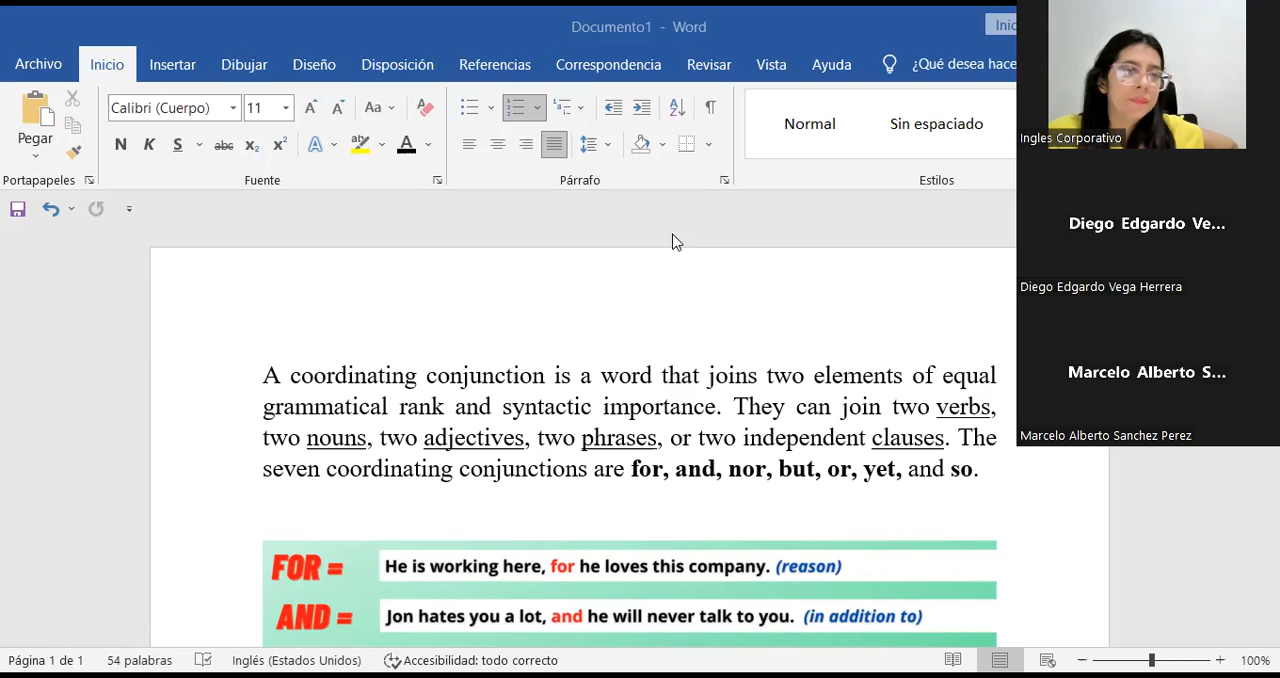 Documento1 - Word
Inic
Archivo Inicio Insertar Dibujar Diseño Disposición Referencias Correspondencia Revisar Vista Ayuda ¿Qué desea hace
Pegar
Calibri (Cuerpo) 11
Aa
N K S abc x₂ x²
Normal
Sin espaciado
Portapapeles Fuente Párrafo Estilos
Ingles Corporativo
Diego Edgardo Ve...
Diego Edgardo Vega Herrera
Marcelo Alberto S...
Marcelo Alberto Sanchez Perez
A coordinating conjunction is a word that joins two elements of equal
grammatical rank and syntactic importance. They can join two verbs,
two nouns, two adjectives, two phrases, or two independent clauses. The
seven coordinating conjunctions are for, and, nor, but, or, yet, and so.
FOR = He is working here, for he loves this company. (reason)
AND = Jon hates you a lot, and he will never talk to you. (in addition to)
Página 1 de 1 54 palabras Inglés (Estados Unidos) Accesibilidad: todo correcto 100%